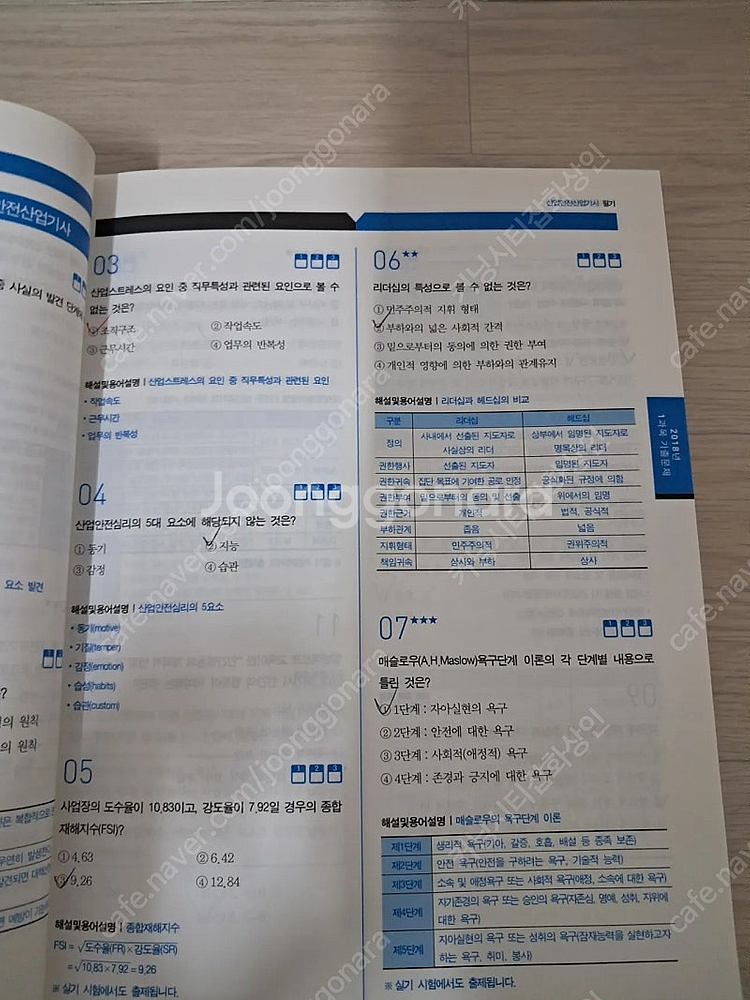 산업안전산업기사 필기
안전산업기사
요소 발견
의 원칙
의 원칙
03
산업스트레스의 요인 중 직무특성과 관련된 요인으로 볼 수
없는 것은?
① 조직구조 ② 작업속도
③ 근무시간 ④ 업무의 반복성
해설및용어설명 | 산업스트레스의 요인 중 직무특성과 관련된 요인
• 작업속도
• 근무시간
• 업무의 반복성
04
산업안전심리의 5대 요소에 해당되지 않는 것은?
① 동기 ② 지능
③ 감정 ④ 습관
해설및용어설명 | 산업안전심리의 5요소
• 동기(motive)
• 기질(temper)
• 감정(emotion)
• 습성(habits)
• 습관(custom)
05
사업장의 도수율이 10.83이고, 강도율이 7.92일 경우의 종합
재해지수(FSI)?
① 4.63 ② 6.42
③ 9.26 ④ 12.84
해설및용어설명 | 종합재해지수
FSI = √도수율(FR)×강도율(SR)
= √10.83×7.92 = 9.26
※ 실기 시험에서도 출제됩니다.
06★★
리더십의 특성으로 볼 수 없는 것은?
① 민주주의적 지휘 형태
② 부하와의 넓은 사회적 간격
③ 밑으로부터의 동의에 의한 권한 부여
④ 개인적 영향에 의한 부하와의 관계유지
해설및용어설명 | 리더십과 헤드십의 비교
구분 리더십 헤드십
정의 사내에서 선출된 지도자로 사실상의 리더 상부에서 임명된 지도자로 명목상의 리더
권한행사 선출된 지도자 임명된 지도자
권한귀속 집단 목표에 기여한 공로 인정 공식화된 규정에 의함
권한부여 밑으로부터의 동의 및 선출 위에서의 임명
권한근거 개인적 법적, 공식적
부하관계 좁음 넓음
지휘형태 민주주의적 권위주의적
책임귀속 상사와 부하 상사
07★★★
매슬로우(A,H,Maslow)욕구단계 이론의 각 단계별 내용으로
틀린 것은?
① 1단계 : 자아실현의 욕구
② 2단계 : 안전에 대한 욕구
③ 3단계 : 사회적(애정적) 욕구
④ 4단계 : 존경과 긍지에 대한 욕구
해설및용어설명 | 매슬로우의 욕구단계 이론
제1단계 생리적 욕구(기아, 갈증, 호흡, 배설 등 종족 보존)
제2단계 안전 욕구(안전을 구하려는 욕구, 기술적 능력)
제3단계 소속 및 애정욕구 또는 사회적 욕구(애정, 소속에 대한 욕구)
제4단계 자기존경의 욕구 또는 승인의 욕구(자존심, 명예, 성취, 지위에
대한 욕구)
제5단계 자아실현의 욕구 또는 성취의 욕구(잠재능력을 실현하고자
하는 욕구, 취미, 봉사)
※ 실기 시험에서도 출제됩니다.
2018년
1과목 기출문제
Joonggonara
cafe.naver.com/joonggonara